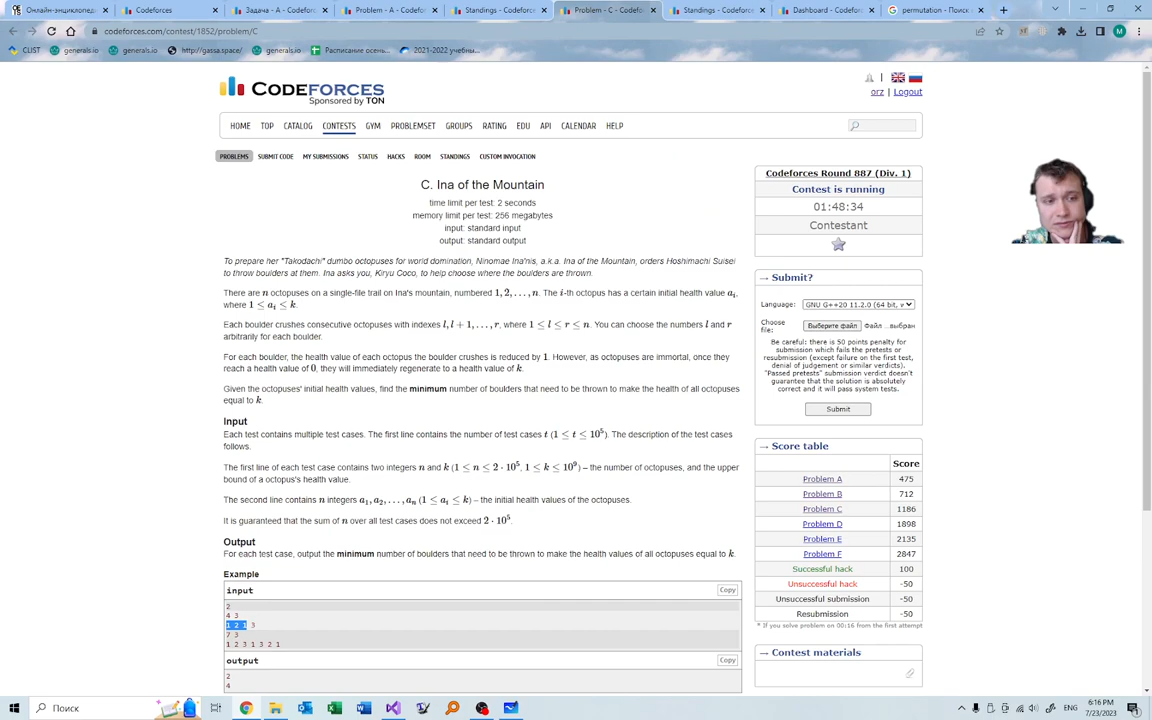 Онлайн-энциклопед
Codeforces
Задача - A - Codeforc
Problem - A - Codefor
Standings - Codeforce
Problem - C - Codefor
Standings - Codeforce
Dashboard - Codeforc
permutation - Поиск
codeforces.com/contest/1852/problem/C
CLIST
generals.io
generals.io
http://gassa.space/
generals.io
Расписание осень...
2021-2022 учебны...
CODEFORCES
Sponsored by TON
orz | Logout
HOME TOP CATALOG CONTESTS GYM PROBLEMSET GROUPS RATING EDU API CALENDAR HELP
PROBLEMS SUBMIT CODE MY SUBMISSIONS STATUS HACKS ROOM STANDINGS CUSTOM INVOCATION
C. Ina of the Mountain
time limit per test: 2 seconds
memory limit per test: 256 megabytes
input: standard input
output: standard output
To prepare her "Takodachi" dumbo octopuses for world domination, Ninomae Ina'nis, a.k.a. Ina of the Mountain, orders Hoshimachi Suisei
to throw boulders at them. Ina asks you, Kiryu Coco, to help choose where the boulders are thrown.
There are n octopuses on a single-file trail on Ina's mountain, numbered 1, 2, . . . , n. The i-th octopus has a certain initial health value ai,
where 1 ≤ ai ≤ k.
Each boulder crushes consecutive octopuses with indexes l, l + 1, . . . , r, where 1 ≤ l ≤ r ≤ n. You can choose the numbers l and r
arbitrarily for each boulder.
For each boulder, the health value of each octopus the boulder crushes is reduced by 1. However, as octopuses are immortal, once they
reach a health value of 0, they will immediately regenerate to a health value of k.
Given the octopuses' initial health values, find the minimum number of boulders that need to be thrown to make the health of all octopuses
equal to k.
Input
Each test contains multiple test cases. The first line contains the number of test cases t (1 ≤ t ≤ 10^5). The description of the test cases
follows.
The first line of each test case contains two integers n and k (1 ≤ n ≤ 2 · 10^5, 1 ≤ k ≤ 10^9) – the number of octopuses, and the upper
bound of a octopus's health value.
The second line contains n integers a1, a2, . . . , an (1 ≤ ai ≤ k) – the initial health values of the octopuses.
It is guaranteed that the sum of n over all test cases does not exceed 2 · 10^5.
Output
For each test case, output the minimum number of boulders that need to be thrown to make the health values of all octopuses equal to k.
Example
input Copy
2
4 3
1 2 1 3
7 3
1 2 3 1 3 2 1
output Copy
2
4
Codeforces Round 887 (Div. 1)
Contest is running
01:48:34
Contestant
→ Submit?
Language: GNU G++20 11.2.0 (64 bit, v
Choose file: Выберите файл Файл ...выбран
Be careful: there is 50 points penalty for
submission which fails the pretests or
resubmission (except failure on the first test,
denial of judgement or similar verdicts).
"Passed pretests" submission verdict doesn't
guarantee that the solution is absolutely
correct and it will pass system tests.
Submit
→ Score table
Score
Problem A 475
Problem B 712
Problem C 1186
Problem D 1898
Problem E 2135
Problem F 2847
Successful hack 100
Unsuccessful hack -50
Unsuccessful submission -50
Resubmission -50
* If you solve problem on 00:16 from the first attempt
→ Contest materials
Поиск
ENG
6:16 PM
7/23/2023